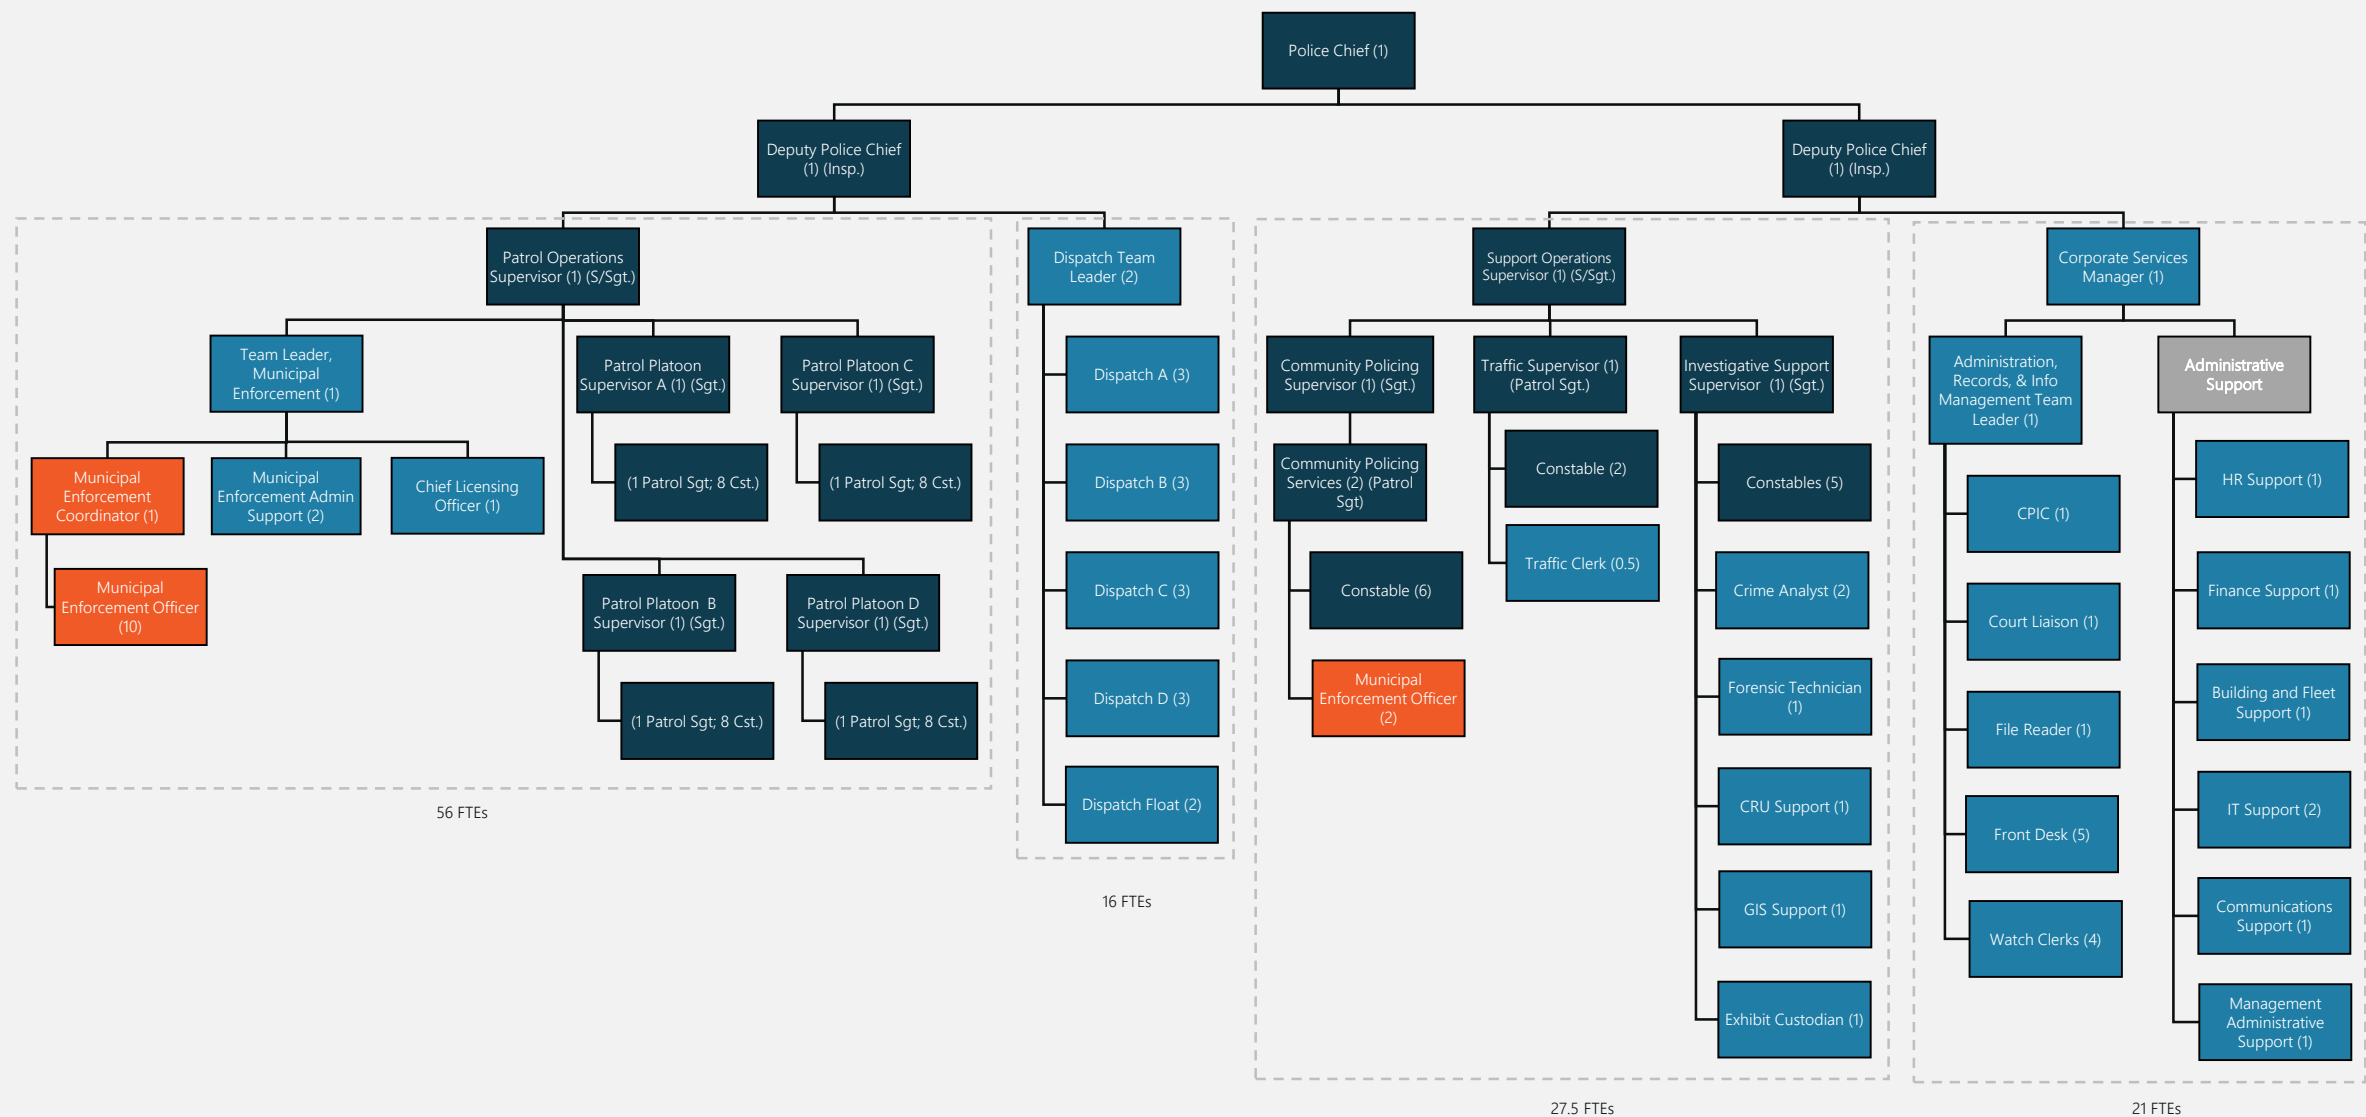 Police Chief (1)
Deputy Police Chief
(1) (Insp.)
Deputy Police Chief
(1) (Insp.)
Patrol Operations
Supervisor (1) (S/Sgt.)
Team Leader,
Municipal
Enforcement (1)
Municipal
Enforcement
Coordinator (1)
Municipal
Enforcement Officer
(10)
Municipal
Enforcement Admin
Support (2)
Chief Licensing
Officer (1)
Patrol Platoon
Supervisor A (1) (Sgt.)
(1 Patrol Sgt; 8 Cst.)
Patrol Platoon C
Supervisor (1) (Sgt.)
(1 Patrol Sgt; 8 Cst.)
Patrol Platoon B
Supervisor (1) (Sgt.)
(1 Patrol Sgt; 8 Cst.)
Patrol Platoon D
Supervisor (1) (Sgt.)
(1 Patrol Sgt; 8 Cst.)
56 FTEs
Dispatch Team
Leader (2)
Dispatch A (3)
Dispatch B (3)
Dispatch C (3)
Dispatch D (3)
Dispatch Float (2)
16 FTEs
Support Operations
Supervisor (1) (S/Sgt.)
Community Policing
Supervisor (1) (Sgt.)
Community Policing
Services (2) (Patrol
Sgt)
Constable (6)
Municipal
Enforcement Officer
(2)
Traffic Supervisor (1)
(Patrol Sgt.)
Constable (2)
Traffic Clerk (0.5)
Investigative Support
Supervisor (1) (Sgt.)
Constables (5)
Crime Analyst (2)
Forensic Technician
(1)
CRU Support (1)
GIS Support (1)
Exhibit Custodian (1)
27.5 FTEs
Corporate Services
Manager (1)
Administration,
Records, & Info
Management Team
Leader (1)
CPIC (1)
Court Liaison (1)
File Reader (1)
Front Desk (5)
Watch Clerks (4)
Administrative
Support
HR Support (1)
Finance Support (1)
Building and Fleet
Support (1)
IT Support (2)
Communications
Support (1)
Management
Administrative
Support (1)
21 FTEs